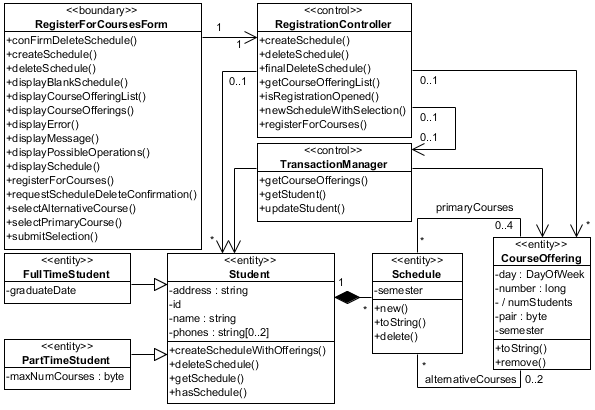 <<boundary>>
RegisterForCoursesForm
+conFirmDeleteSchedule()
+createSchedule()
+deleteSchedule()
+displayBlankSchedule()
+displayCourseOfferingList()
+displayCourseOfferings()
+displayError()
+displayMessage()
+displayPossibleOperations()
+displaySchedule()
+registerForCourses()
+requestScheduleDeleteConfirmation()
+selectAlternativeCourse()
+selectPrimaryCourse()
+submitSelection()
1
1
<<control>>
RegistrationController
+createSchedule()
+deleteSchedule()
+finalDeleteSchedule()
+getCourseOfferingList()
+isRegistrationOpened()
+newScheduleWithSelection()
+registerForCourses()
0..1
0..1
0..1
0..1
<<control>>
TransactionManager
+getCourseOfferings()
+getStudent()
+updateStudent()
primaryCourses
0..4
*
*
*
<<entity>>
FullTimeStudent
-graduateDate
<<entity>>
PartTimeStudent
-maxNumCourses : byte
<<entity>>
Student
-address : string
-id
-name : string
-phones : string[0..2]
+createScheduleWithOfferings()
+deleteSchedule()
+getSchedule()
+hasSchedule()
1
*
<<entity>>
Schedule
-semester
+new()
+toString()
+delete()
<<entity>>
CourseOffering
-day : DayOfWeek
-number : long
- / numStudents
-pair : byte
-semester
+toString()
+remove()
*
alternativeCourses
0..2